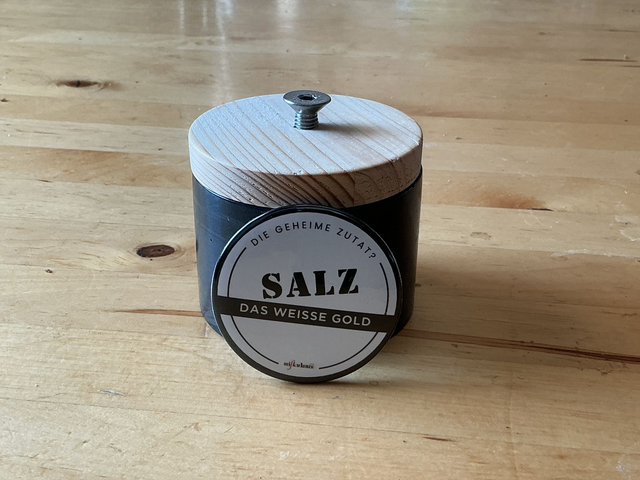 DIE GEHEIME ZUTAT?
SALZ
DAS WEISSE GOLD